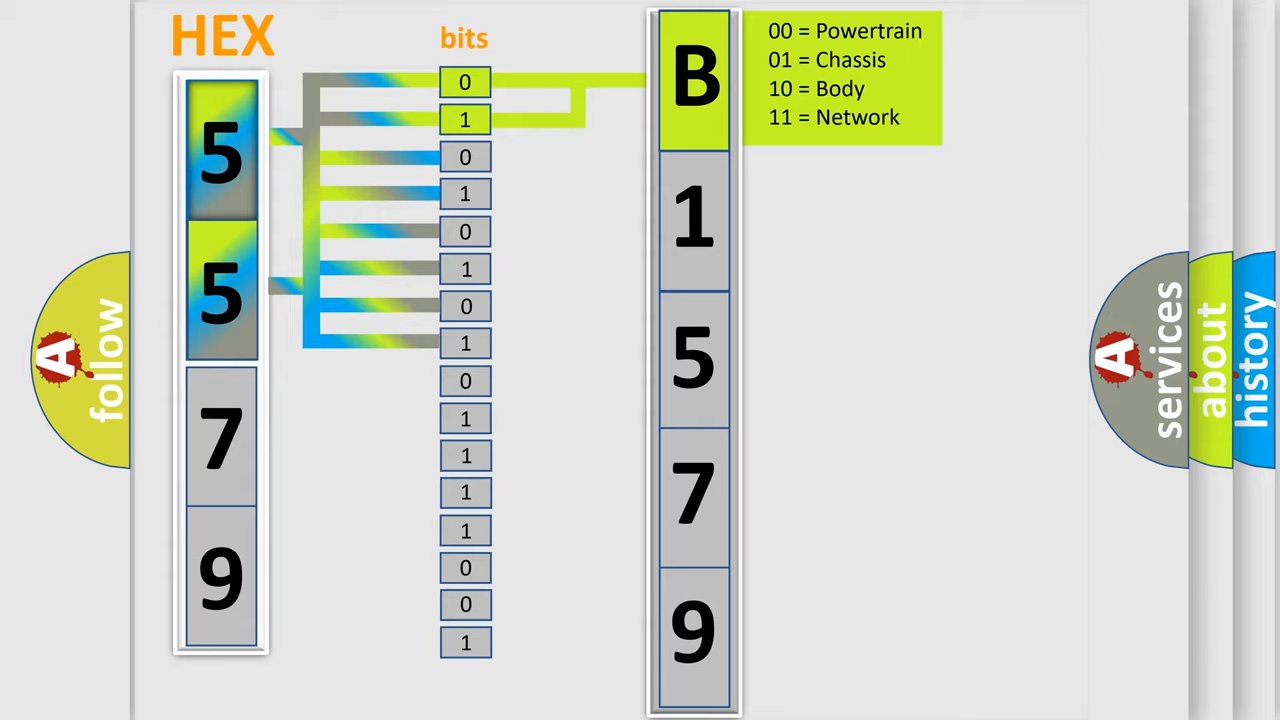 HEX
bits
5
5
7
9
0
1
0
1
0
1
0
1
0
1
1
1
1
0
0
1
B
1
5
7
9
00 = Powertrain
01 = Chassis
10 = Body
11 = Network
A
follow
A
services
about
history